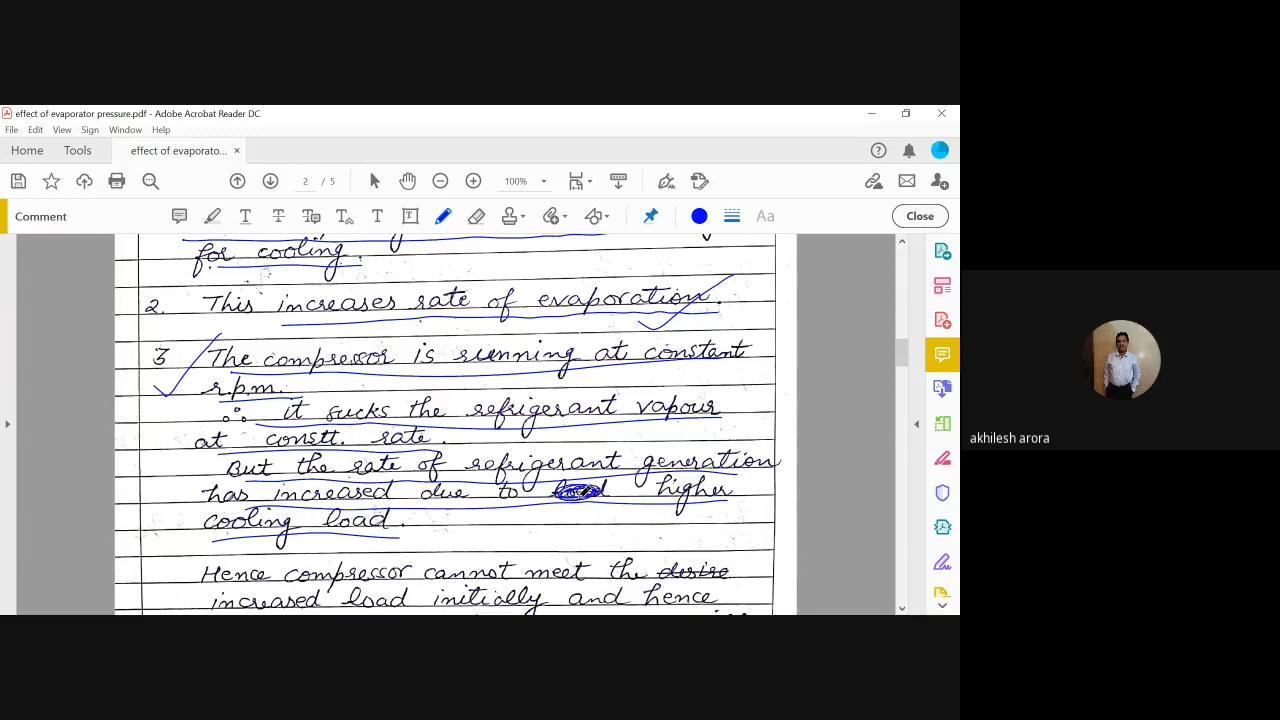 effect of evaporator pressure.pdf - Adobe Acrobat Reader DC
File Edit View Sign Window Help
Home Tools effect of evaporato... ×
2 / 5 100%
Comment Aa Close
for cooling.
2. This increases rate of evaporation.
3 The compressor is running at constant
r.p.m.
∴ it sucks the refrigerant vapour
at constt. rate.
But the rate of refrigerant generation
has increased due to higher
cooling load.
Hence compressor cannot meet the desire
increased load initially and hence
akhilesh arora